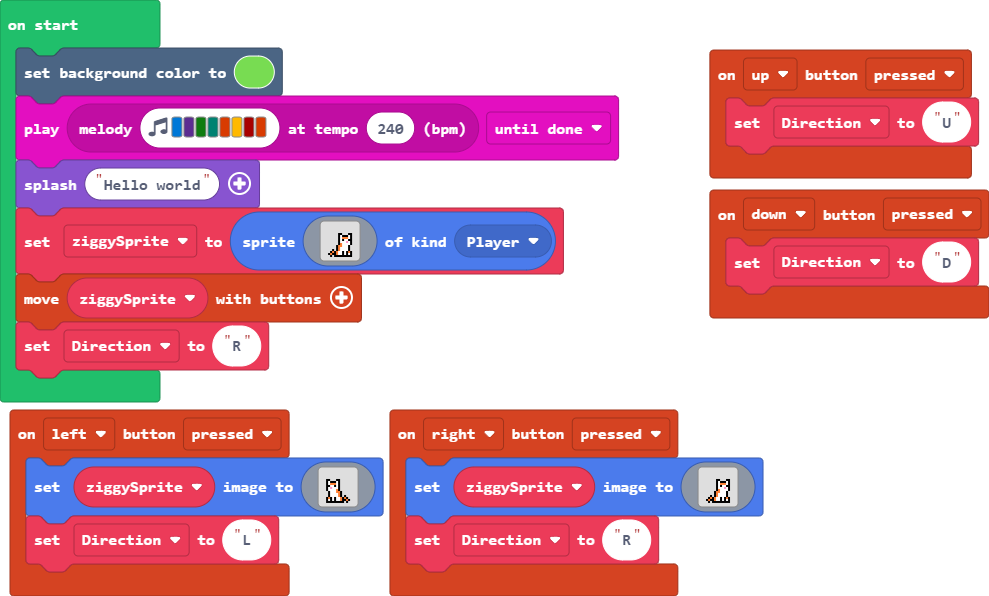 on start
set background color to
play melody at tempo 240 (bpm) until done
splash "Hello world"
set ziggySprite to sprite of kind Player
move ziggySprite with buttons
set Direction to "R"
on up button pressed
set Direction to "U"
on down button pressed
set Direction to "D"
on left button pressed
set ziggySprite image to
set Direction to "L"
on right button pressed
set ziggySprite image to
set Direction to "R"